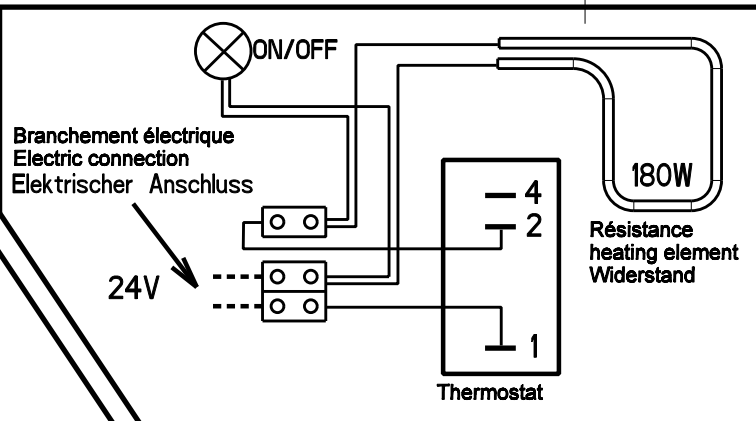 ON/OFF
Branchement électrique
Electric connection
Elektrischer Anschluss
24V
180W
4
2
1
Résistance
heating element
Widerstand
Thermostat